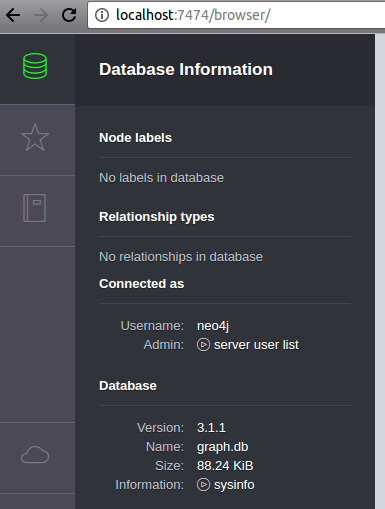 localhost:7474/browser/
Database Information
Node labels
No labels in database
Relationship types
No relationships in database
Connected as
Username: neo4j
Admin: server user list
Database
Version: 3.1.1
Name: graph.db
Size: 88.24 KiB
Information: sysinfo